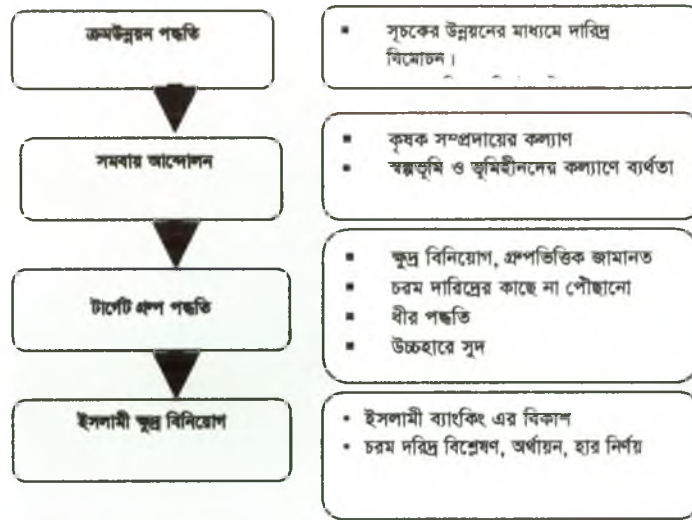 ক্রমউন্নয়ন পদ্ধতি
▪ সূচকের উন্নয়নের মাধ্যমে দারিদ্র
বিমোচন।
সমবায় আন্দোলন
▪ কৃষক সম্প্রদায়ের কল্যাণ
▪ স্বল্পভূমি ও ভূমিহীনদের কল্যাণে ব্যর্থতা
টার্গেট গ্রুপ পদ্ধতি
▪ ক্ষুদ্র বিনিয়োগ, গ্রুপভিত্তিক জামানত
▪ চরম দারিদ্রের কাছে না পৌছানো
▪ ধীর পদ্ধতি
▪ উচ্চহারে সুদ
ইসলামী ক্ষুদ্র বিনিয়োগ
• ইসলামী ব্যাংকিং এর বিকাশ
• চরম দরিদ্র বিশ্লেষণ, অর্থায়ন, হার নির্ণয়